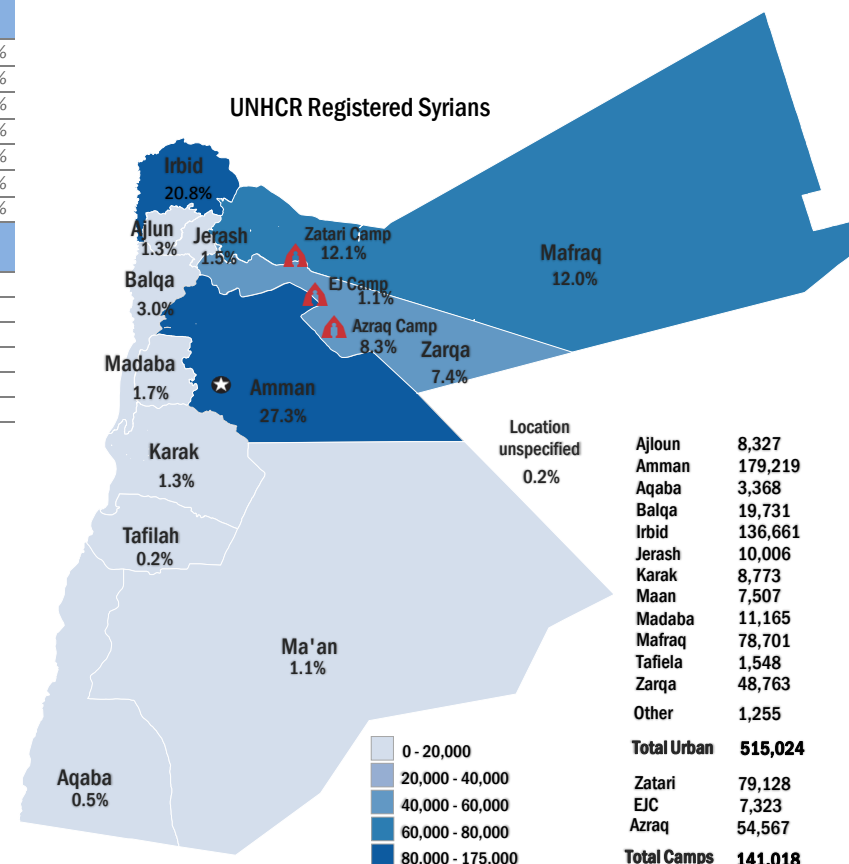 %
%
%
%
%
%
%
UNHCR Registered Syrians
Irbid
20.8%
Ajlun
1.3%
Jerash
1.5%
Zatari Camp
12.1%
Mafraq
12.0%
Balqa
3.0%
EJ Camp
1.1%
Azraq Camp
8.3%
Zarqa
7.4%
Madaba
1.7%
Amman
27.3%
Location
unspecified
0.2%
Karak
1.3%
Tafilah
0.2%
Ma'an
1.1%
Aqaba
0.5%
0 - 20,000
20,000 - 40,000
40,000 - 60,000
60,000 - 80,000
80,000 - 175,000
Ajloun 8,327
Amman 179,219
Aqaba 3,368
Balqa 19,731
Irbid 136,661
Jerash 10,006
Karak 8,773
Maan 7,507
Madaba 11,165
Mafraq 78,701
Tafiela 1,548
Zarqa 48,763
Other 1,255
Total Urban 515,024
Zatari 79,128
EJC 7,323
Azraq 54,567
Total Camps 141,018